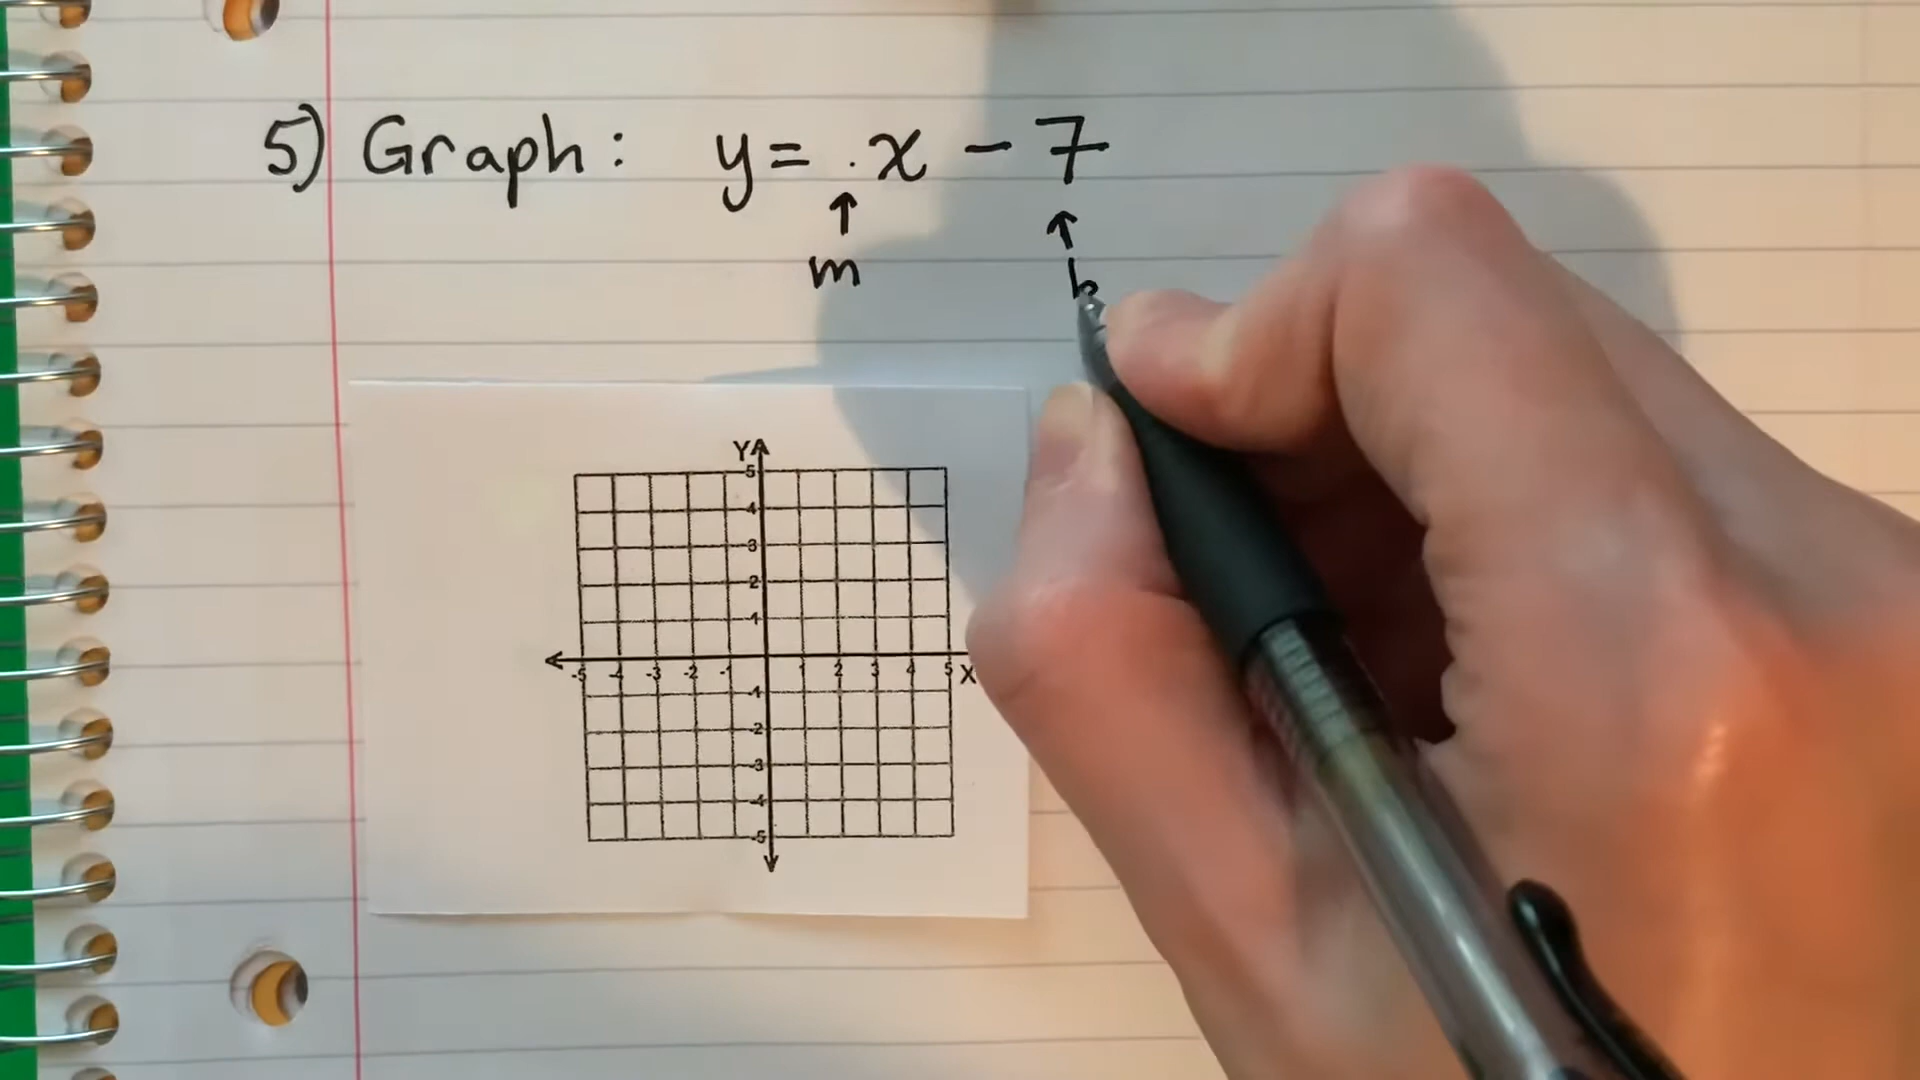 5) Graph: y = . x - 7
↑ ↑
m b
Y
5
4
3
2
1
-5 -4 -3 -2 -1 1 2 3 4 5 X
-1
-2
-3
-4
-5